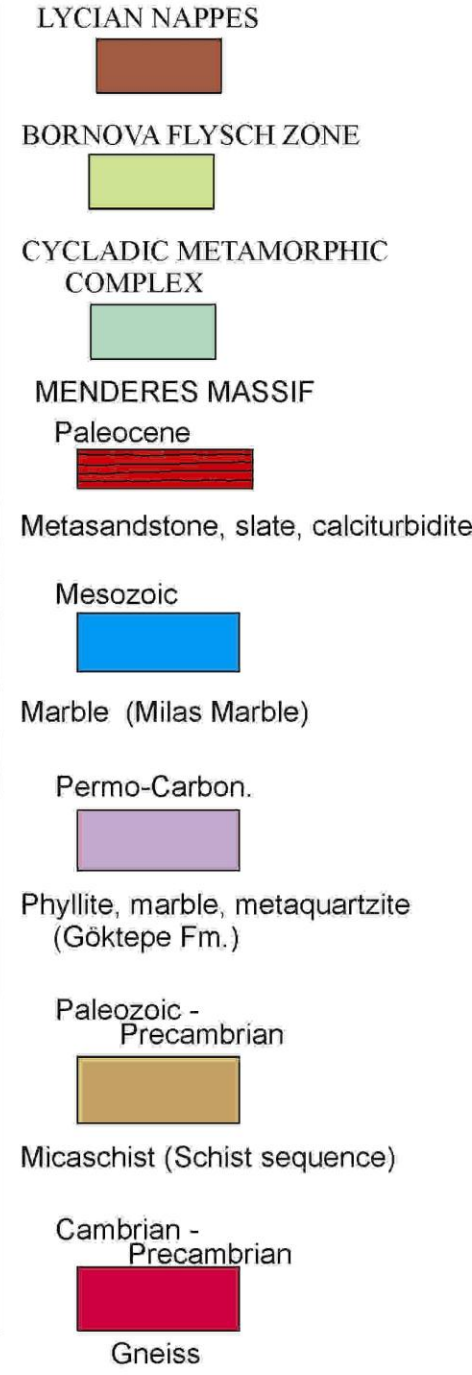 LYCIAN NAPPES
BORNOVA FLYSCH ZONE
CYCLADIC METAMORPHIC
COMPLEX
MENDERES MASSIF
Paleocene
Metasandstone, slate, calciturbidite
Mesozoic
Marble (Milas Marble)
Permo-Carbon.
Phyllite, marble, metaquartzite
(Göktepe Fm.)
Paleozoic -
Precambrian
Micaschist (Schist sequence)
Cambrian -
Precambrian
Gneiss